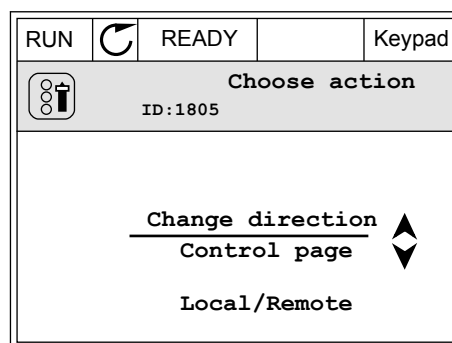 RUN READY Keypad
Choose action
ID:1805
Change direction
Control page
Local/Remote